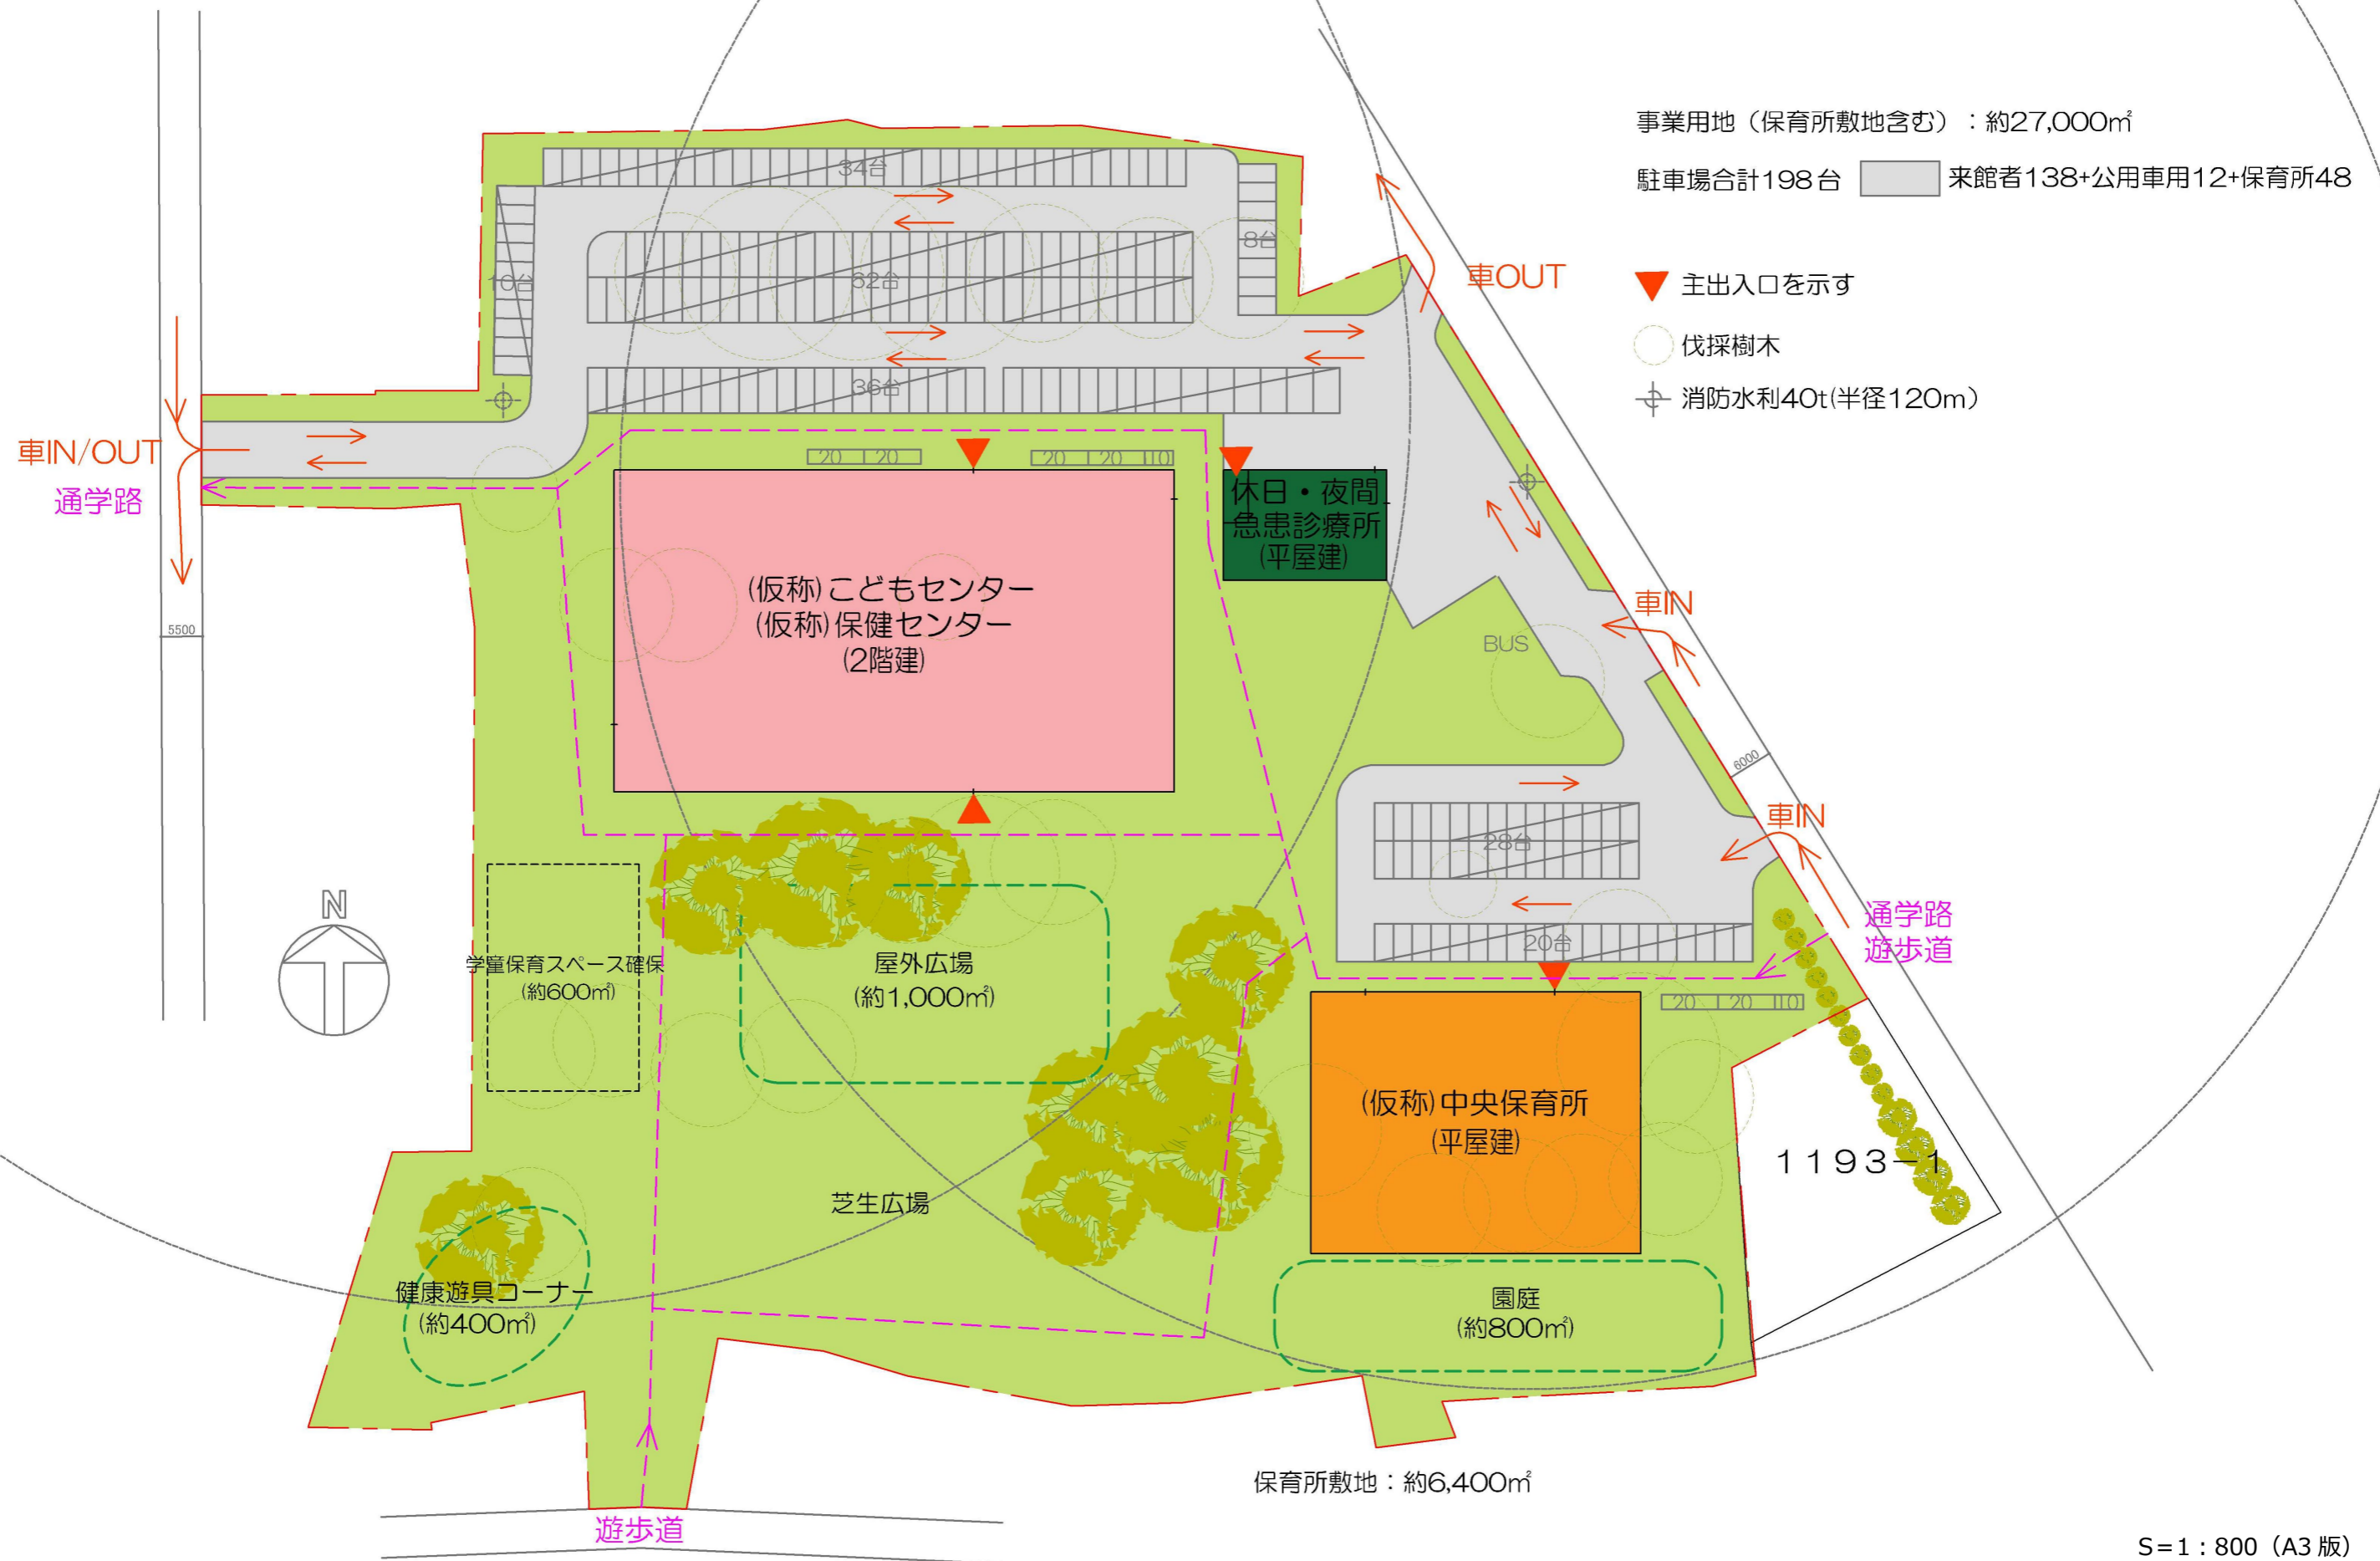 事業用地（保育所敷地含む）：約27,000㎡
駐車場合計198台
来館者138+公用車用12+保育所48
主出入口を示す
伐採樹木
消防水利40t(半径120m）
34台
10台
62台
8台
36台
車OUT
車IN/OUT
通学路
20 20
20 20 10
休日・夜間
急患診療所
(平屋建)
(仮称)こどもセンター
(仮称)保健センター
(2階建)
5500
車IN
BUS
6000
車IN
28台
20台
通学路
遊歩道
N
学童保育スペース確保
(約600㎡)
屋外広場
(約1,000㎡)
20 20 10
(仮称)中央保育所
(平屋建)
1193－1
芝生広場
健康遊具コーナー
(約400㎡)
園庭
(約800㎡)
保育所敷地：約6,400㎡
遊歩道
S=1：800（A3 版）